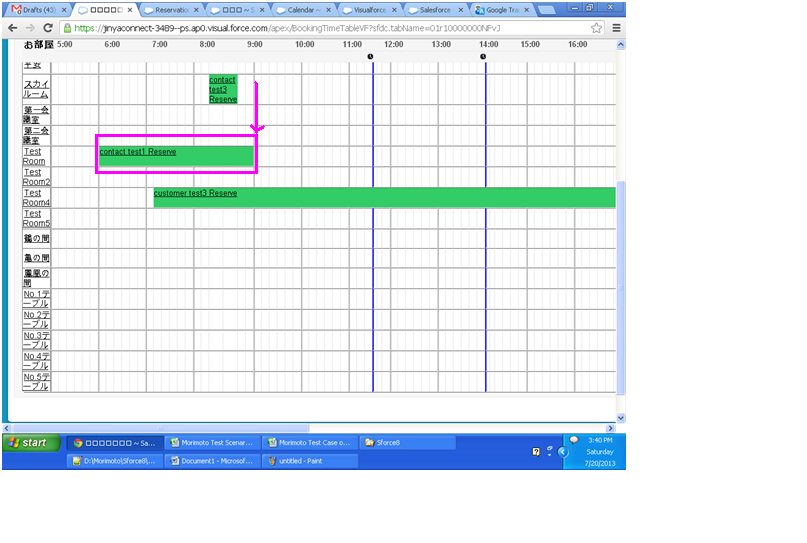 Drafts (43)
□□□□□
Reservation
□□□ ~ S
Calendar ~
Visualforce
Salesforce
Google Tra
https://jinyaconnect-3489--ps.ap0.visual.force.com/apex/BookingTimeTableVF?sfdc.tabName=01r10000000NFvJ
お部屋 5:00 6:00 7:00 8:00 9:00 10:00 11:00 12:00 13:00 14:00 15:00 16:00
スカイ
ルーム
contact
test3
Reserve
第一会
議室
第二会
議室
Test
Room
contact test1 Reserve
Test
Room2
Test
Room4
customer test3 Reserve
Test
Room5
鶴の間
亀の間
鳳凰の
間
No.1テ
ーブル
No.2テ
ーブル
No.3テ
ーブル
No.4テ
ーブル
No.5テ
ーブル
start
□□□□□□□ ~ Sa...
Morimoto Test Scenar...
Morimoto Test Case o...
Sforce8
3:40 PM
D:\Morimoto\Sforce8\...
Document1 - Microsof...
untitled - Paint
Saturday
7/20/2013